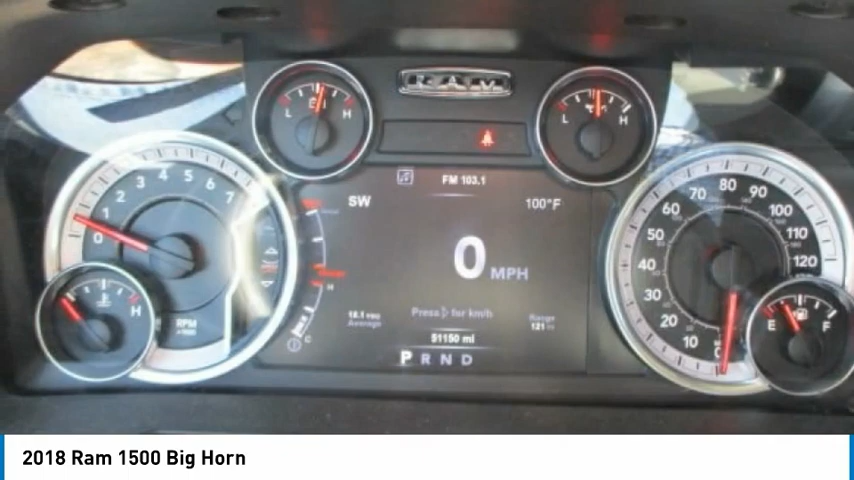 RAM
L H
L H
FM 103.1
SW 100°F
0 MPH
0 1 2 3 4 5 6 7
RPM
H
10 20 30 40 50 60 70 80 90 100 110 120
E F
Press ▷ for km/h
Average
Range
121
51150 mi
P R N D
2018 Ram 1500 Big Horn